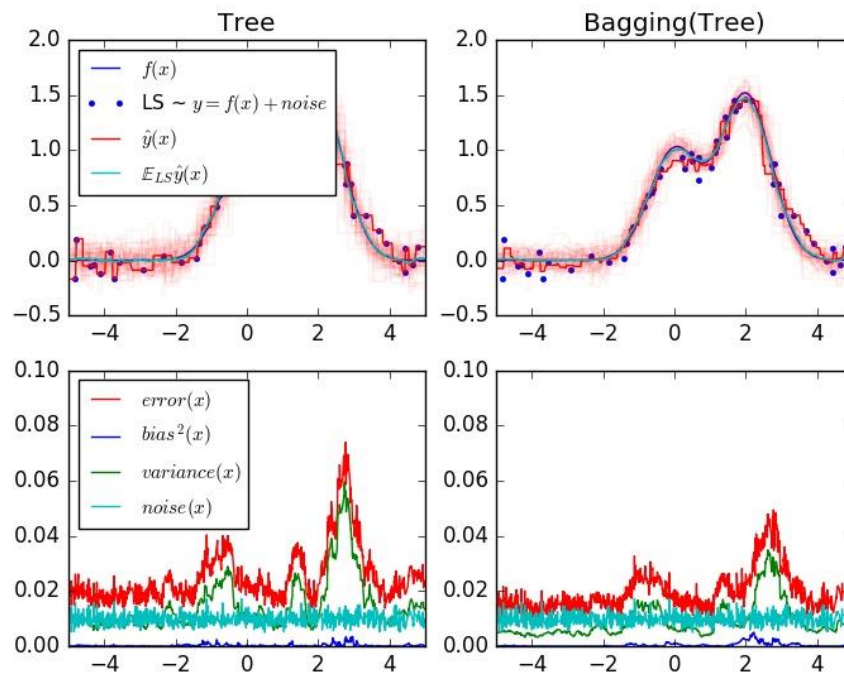 Tree
Bagging(Tree)
2.0
1.5
1.0
0.5
0.0
−0.5
f(x)
LS ~ y = f(x) + noise
ŷ(x)
𝔼_LS ŷ(x)
−4 −2 0 2 4
2.0
1.5
1.0
0.5
0.0
−0.5
−4 −2 0 2 4
0.10
0.08
0.06
0.04
0.02
0.00
error(x)
bias²(x)
variance(x)
noise(x)
−4 −2 0 2 4
0.10
0.08
0.06
0.04
0.02
0.00
−4 −2 0 2 4